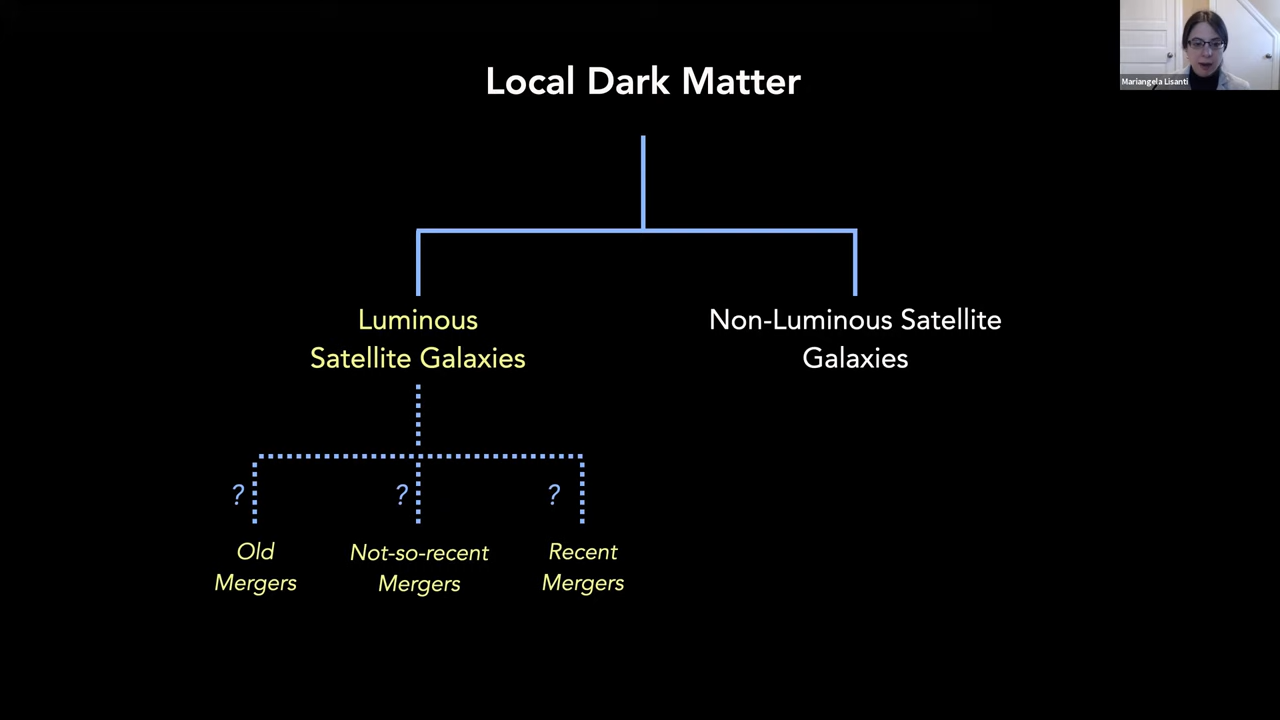 Mariangela Lisanti
Local Dark Matter
Luminous
Satellite Galaxies
Non-Luminous Satellite
Galaxies
?
?
?
Old
Mergers
Not-so-recent
Mergers
Recent
Mergers